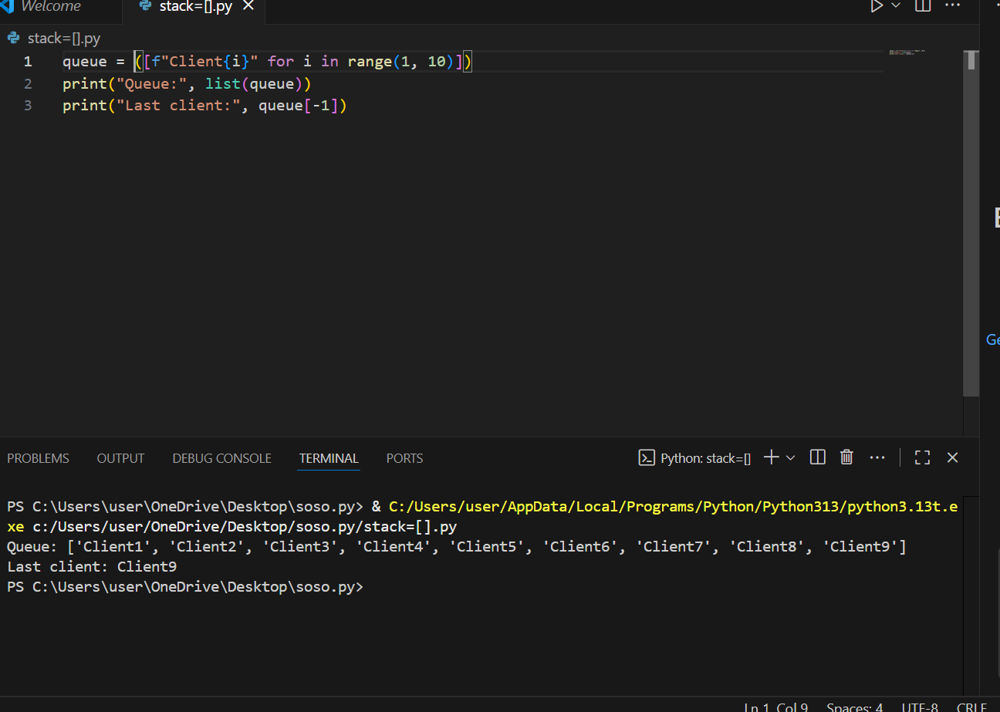 Welcome stack=[].py
stack=[].py
1 queue = ([f"Client{i}" for i in range(1, 10)])
2 print("Queue:", list(queue))
3 print("Last client:", queue[-1])
Ge
PROBLEMS OUTPUT DEBUG CONSOLE TERMINAL PORTS Python: stack=[]
PS C:\Users\user\OneDrive\Desktop\soso.py> & C:/Users/user/AppData/Local/Programs/Python/Python313/python3.13t.e
xe c:/Users/user/OneDrive/Desktop/soso.py/stack=[].py
Queue: ['Client1', 'Client2', 'Client3', 'Client4', 'Client5', 'Client6', 'Client7', 'Client8', 'Client9']
Last client: Client9
PS C:\Users\user\OneDrive\Desktop\soso.py>
Ln 1, Col 9 Spaces: 4 UTF-8 CRLF